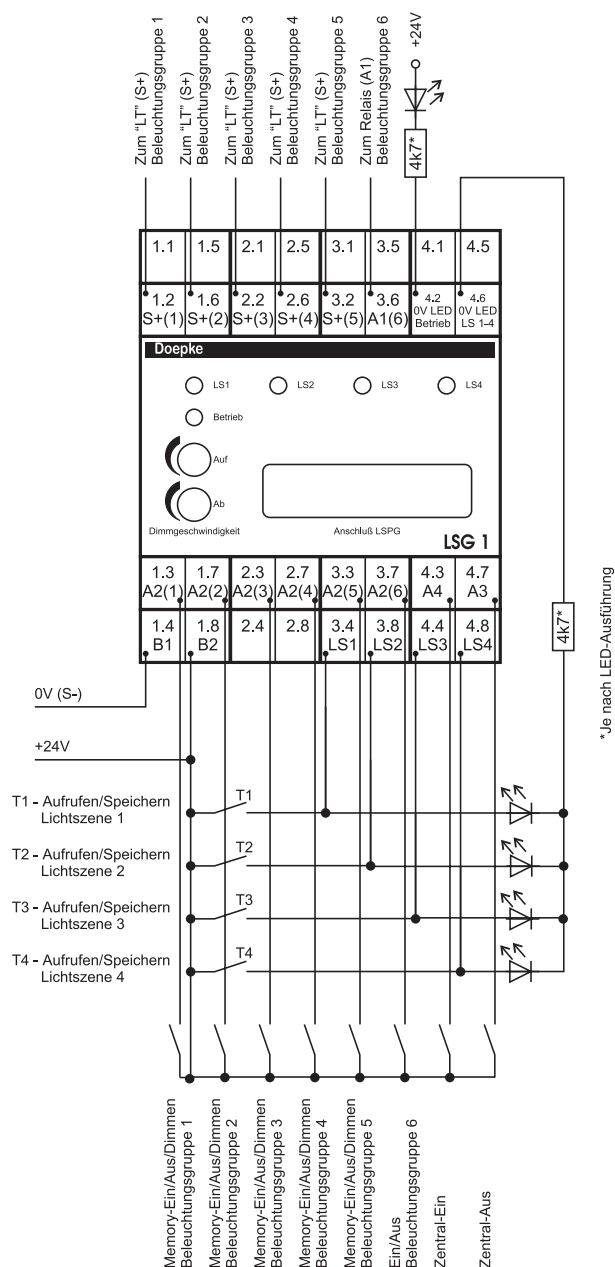 Zum "LT" (S+)
Beleuchtungsgruppe 1
Zum "LT" (S+)
Beleuchtungsgruppe 2
Zum "LT" (S+)
Beleuchtungsgruppe 3
Zum "LT" (S+)
Beleuchtungsgruppe 4
Zum "LT" (S+)
Beleuchtungsgruppe 5
Zum Relais (A1)
Beleuchtungsgruppe 6
+24V
4k7*
1.1 1.5 2.1 2.5 3.1 3.5 4.1 4.5
1.2 1.6 2.2 2.6 3.2 3.6 4.2 4.6
S+(1) S+(2) S+(3) S+(4) S+(5) A1(6) 0V LED 0V LED
Betrieb LS 1-4
Doepke
LS1 LS2 LS3 LS4
Betrieb
Auf
Ab
Dimmgeschwindigkeit Anschluß LSPG
LSG 1
1.3 1.7 2.3 2.7 3.3 3.7 4.3 4.7
A2(1) A2(2) A2(3) A2(4) A2(5) A2(6) A4 A3
1.4 1.8 2.4 2.8 3.4 3.8 4.4 4.8
B1 B2 LS1 LS2 LS3 LS4
4k7*
*Je nach LED-Ausführung
0V (S-)
+24V
T1 - Aufrufen/Speichern
Lichtszene 1
T1
T2 - Aufrufen/Speichern
Lichtszene 2
T2
T3 - Aufrufen/Speichern
Lichtszene 3
T3
T4 - Aufrufen/Speichern
Lichtszene 4
T4
Memory-Ein/Aus/Dimmen
Beleuchtungsgruppe 1
Memory-Ein/Aus/Dimmen
Beleuchtungsgruppe 2
Memory-Ein/Aus/Dimmen
Beleuchtungsgruppe 3
Memory-Ein/Aus/Dimmen
Beleuchtungsgruppe 4
Memory-Ein/Aus/Dimmen
Beleuchtungsgruppe 5
Ein/Aus
Beleuchtungsgruppe 6
Zentral-Ein
Zentral-Aus